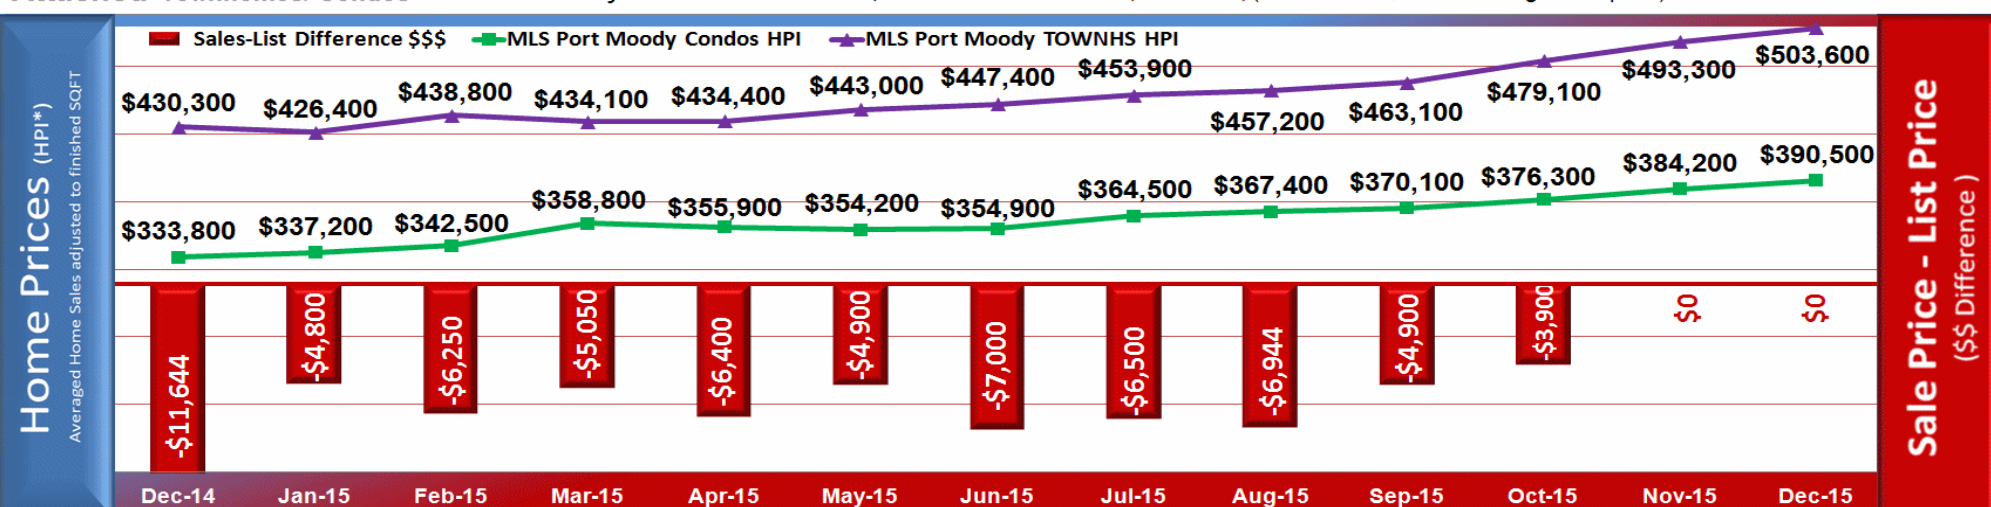 Sales-List Difference $$$ MLS Port Moody Condos HPI MLS Port Moody TOWNHS HPI
Home Prices (HPI*)
Averaged Home Sales adjusted to finished SQFT
$430,300 $426,400 $438,800 $434,100 $434,400 $443,000 $447,400 $453,900 $457,200 $463,100 $479,100 $493,300 $503,600
$333,800 $337,200 $342,500 $358,800 $355,900 $354,200 $354,900 $364,500 $367,400 $370,100 $376,300 $384,200 $390,500
-$11,644 -$4,800 -$6,250 -$5,050 -$6,400 -$4,900 -$7,000 -$6,500 -$6,944 -$4,900 -$3,900 $0 $0
Dec-14 Jan-15 Feb-15 Mar-15 Apr-15 May-15 Jun-15 Jul-15 Aug-15 Sep-15 Oct-15 Nov-15 Dec-15
Sale Price - List Price
($$ Difference )